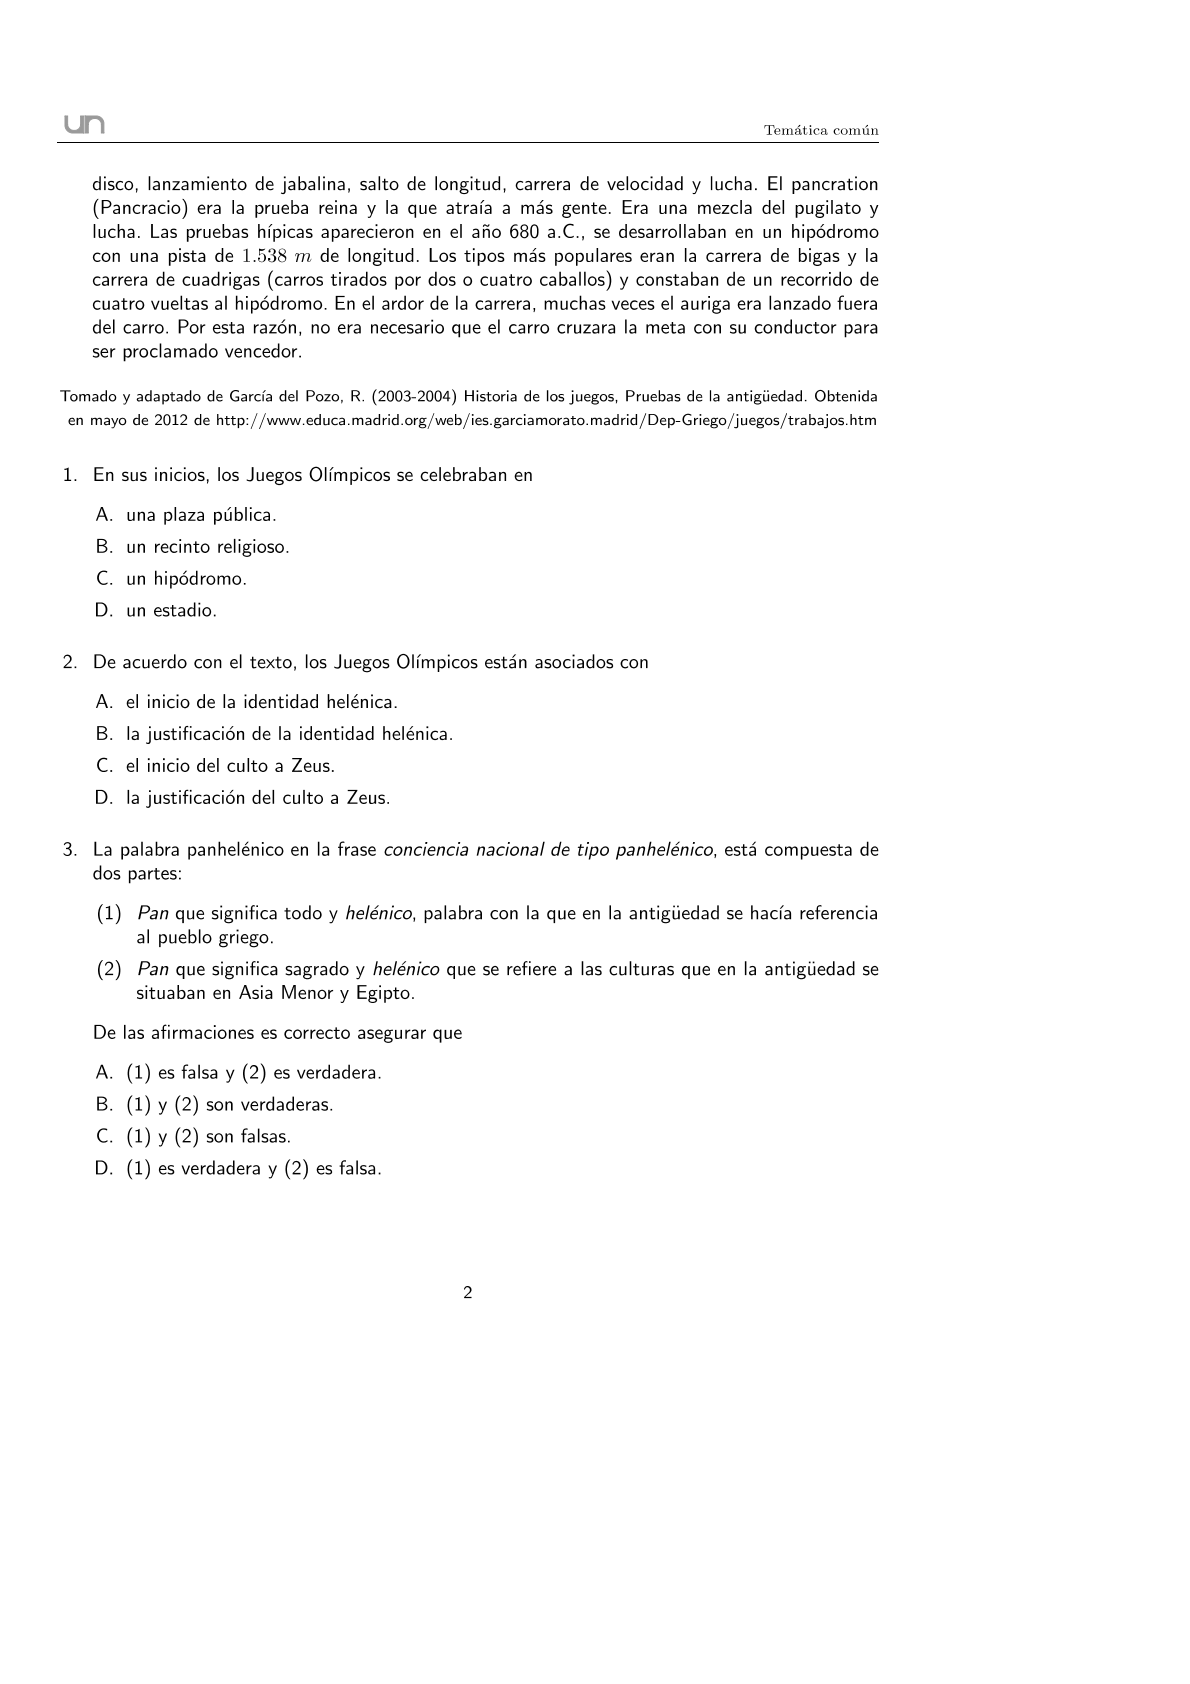 un
Temática común
disco, lanzamiento de jabalina, salto de longitud, carrera de velocidad y lucha. El pancration
(Pancracio) era la prueba reina y la que atraía a más gente. Era una mezcla del pugilato y
lucha. Las pruebas hípicas aparecieron en el año 680 a.C., se desarrollaban en un hipódromo
con una pista de 1.538 m de longitud. Los tipos más populares eran la carrera de bigas y la
carrera de cuadrigas (carros tirados por dos o cuatro caballos) y constaban de un recorrido de
cuatro vueltas al hipódromo. En el ardor de la carrera, muchas veces el auriga era lanzado fuera
del carro. Por esta razón, no era necesario que el carro cruzara la meta con su conductor para
ser proclamado vencedor.
Tomado y adaptado de García del Pozo, R. (2003-2004) Historia de los juegos, Pruebas de la antigüedad. Obtenida
en mayo de 2012 de http://www.educa.madrid.org/web/ies.garciamorato.madrid/Dep-Griego/juegos/trabajos.htm
1. En sus inicios, los Juegos Olímpicos se celebraban en
A. una plaza pública.
B. un recinto religioso.
C. un hipódromo.
D. un estadio.
2. De acuerdo con el texto, los Juegos Olímpicos están asociados con
A. el inicio de la identidad helénica.
B. la justificación de la identidad helénica.
C. el inicio del culto a Zeus.
D. la justificación del culto a Zeus.
3. La palabra panhelénico en la frase conciencia nacional de tipo panhelénico, está compuesta de
dos partes:
(1) Pan que significa todo y helénico, palabra con la que en la antigüedad se hacía referencia
al pueblo griego.
(2) Pan que significa sagrado y helénico que se refiere a las culturas que en la antigüedad se
situaban en Asia Menor y Egipto.
De las afirmaciones es correcto asegurar que
A. (1) es falsa y (2) es verdadera.
B. (1) y (2) son verdaderas.
C. (1) y (2) son falsas.
D. (1) es verdadera y (2) es falsa.
2